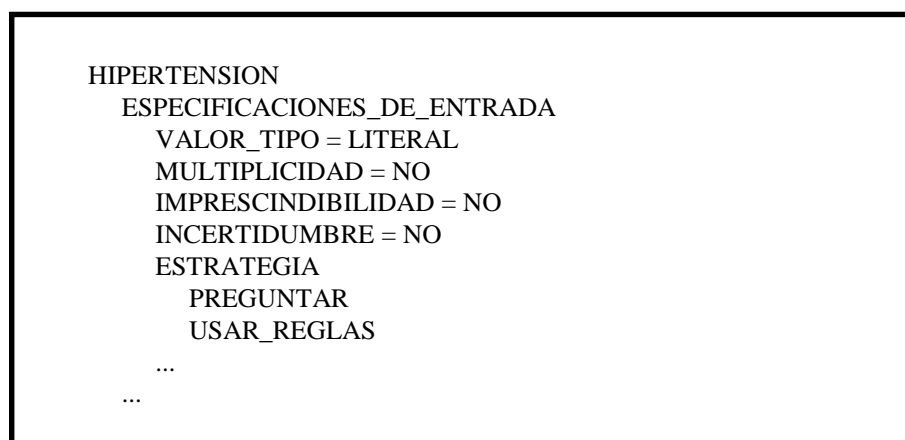 HIPERTENSION
ESPECIFICACIONES_DE_ENTRADA
VALOR_TIPO = LITERAL
MULTIPLICIDAD = NO
IMPRESCINDIBILIDAD = NO
INCERTIDUMBRE = NO
ESTRATEGIA
PREGUNTAR
USAR_REGLAS
...
...